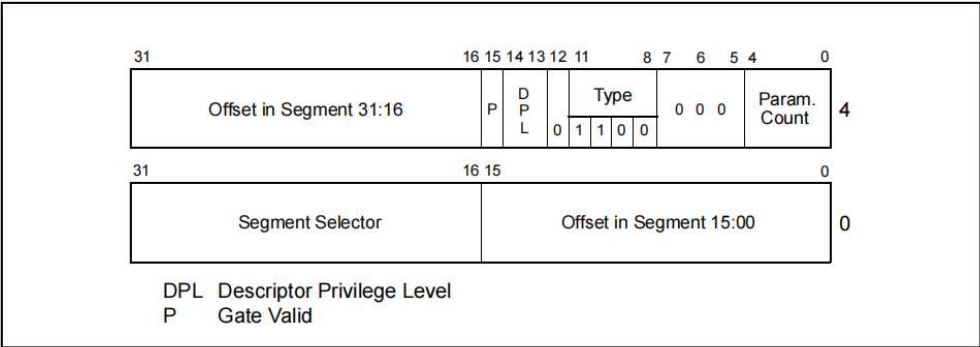 31 16 15 14 13 12 11 8 7 6 5 4 0
Offset in Segment 31:16 P D P L 0 Type 1 1 0 0 0 0 0 Param. Count 4
31 16 15 0
Segment Selector Offset in Segment 15:00 0
DPL Descriptor Privilege Level
P Gate Valid